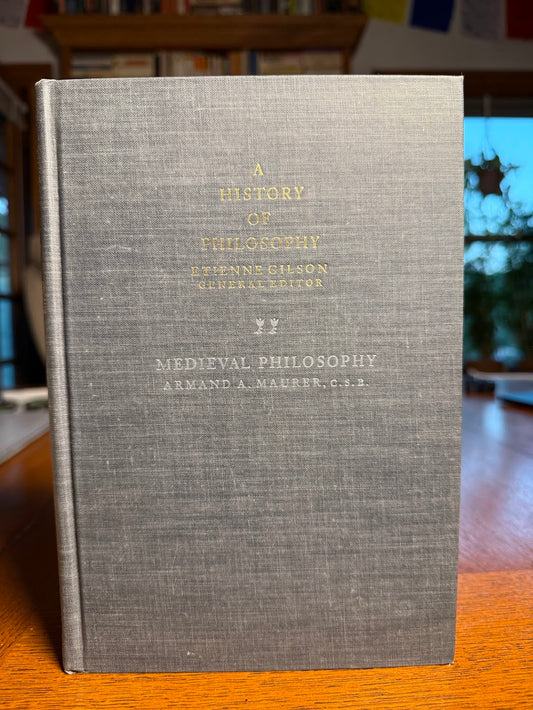 A
HISTORY
OF
PHILOSOPHY
ETIENNE GILSON
GENERAL EDITOR
MEDIEVAL PHILOSOPHY
ARMAND A. MAURER, C.S.B.